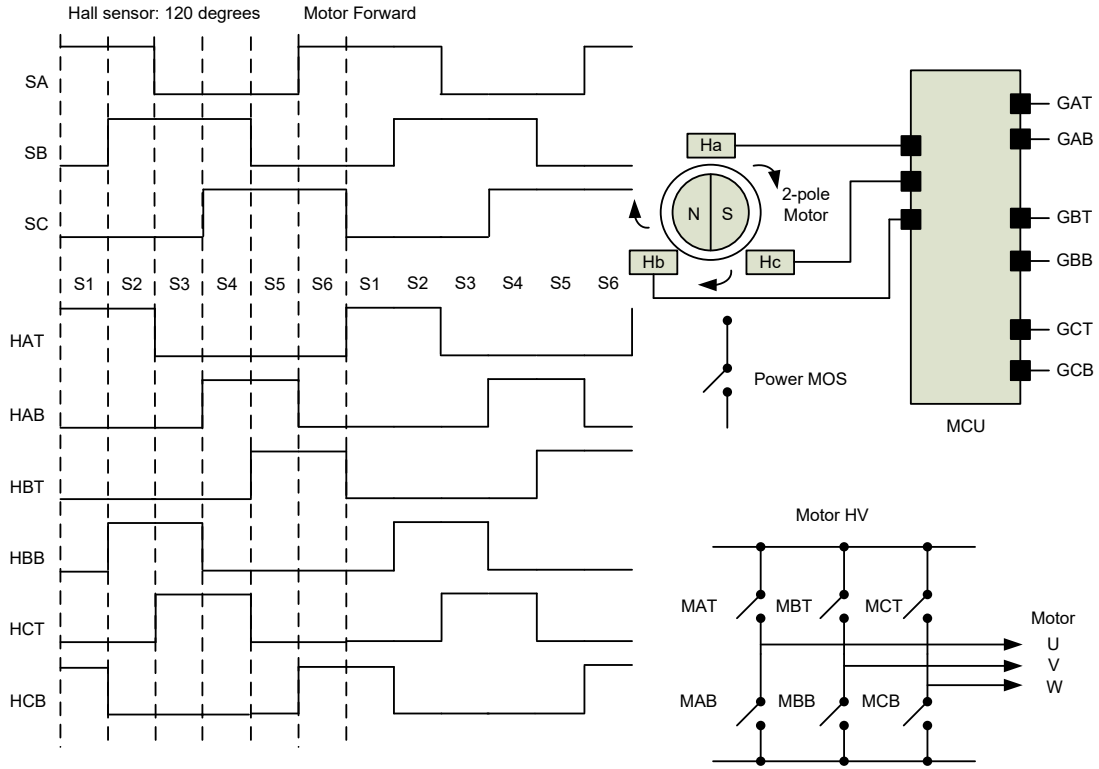 Hall sensor: 120 degrees Motor Forward
SA
SB
SC
S1 S2 S3 S4 S5 S6 S1 S2 S3 S4 S5 S6
HAT
HAB
HBT
HBB
HCT
HCB
Ha
N S
2-pole
Motor
Hb Hc
Power MOS
GAT
GAB
GBT
GBB
GCT
GCB
MCU
Motor HV
MAT MBT MCT
Motor
U
V
W
MAB MBB MCB